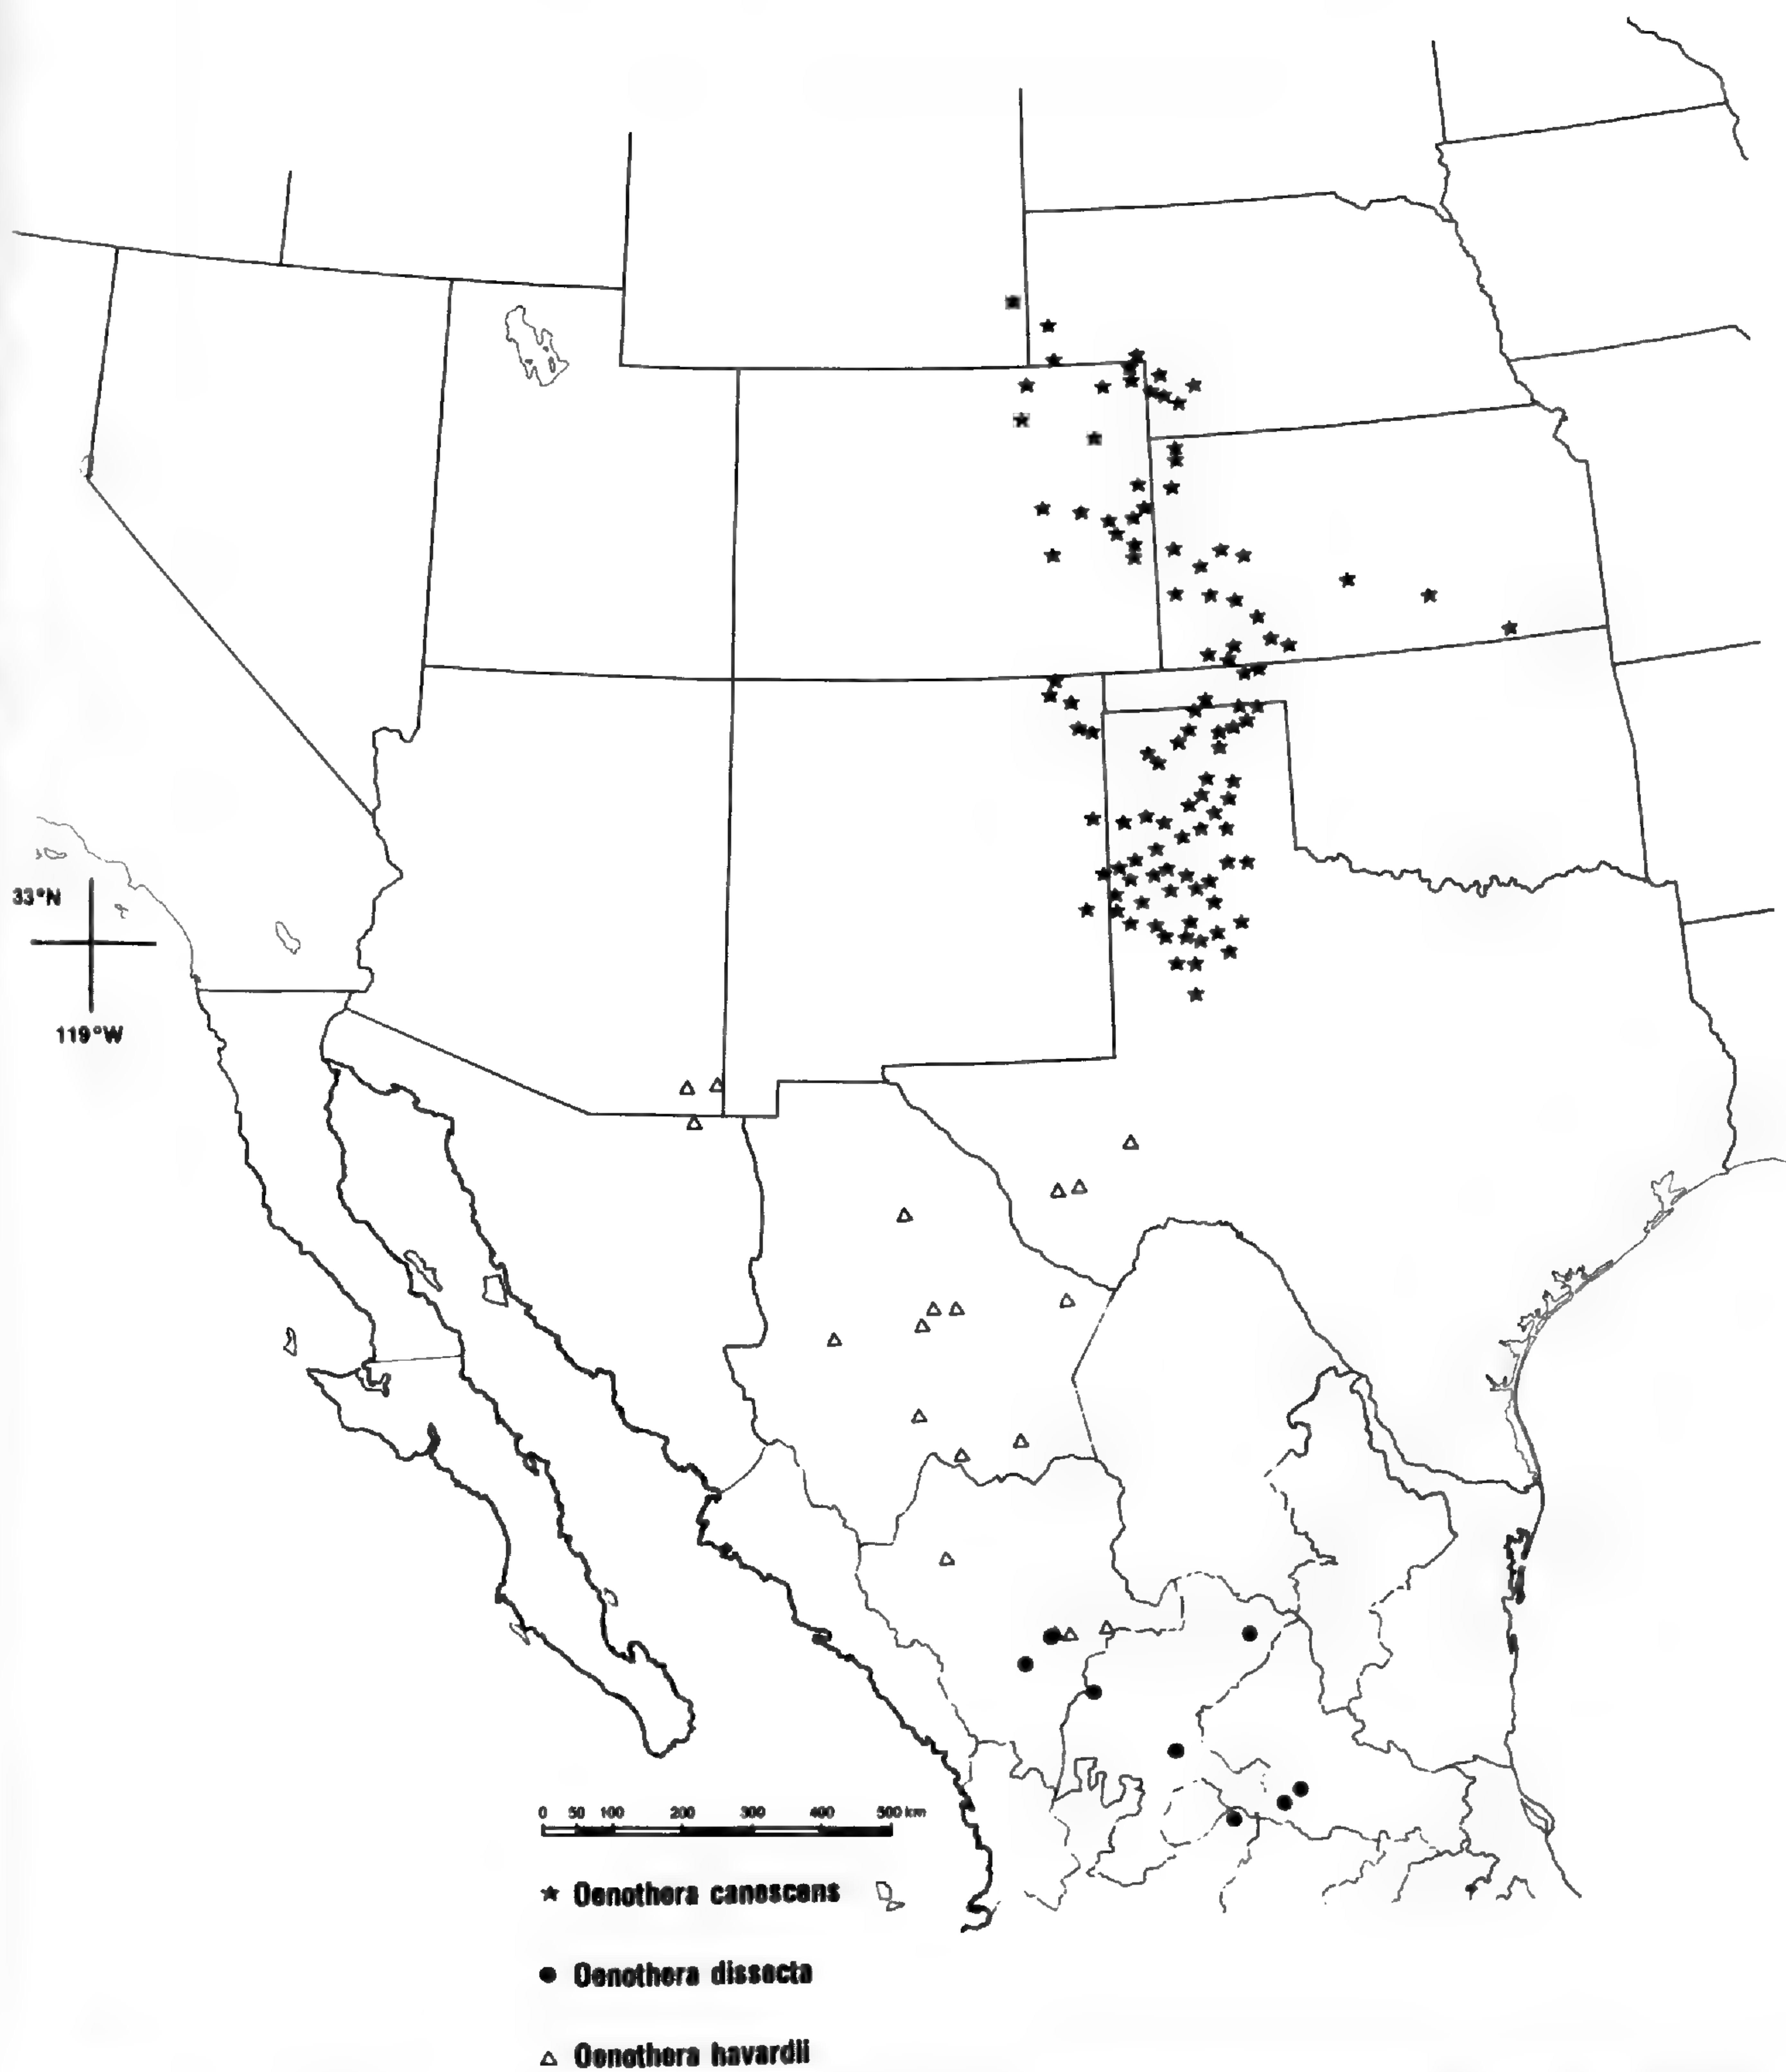 33°N
119°W
0 50 100 200 300 400 500 km
★ Oenothera canescens
● Oenothera dissecta
△ Oenothera havardii